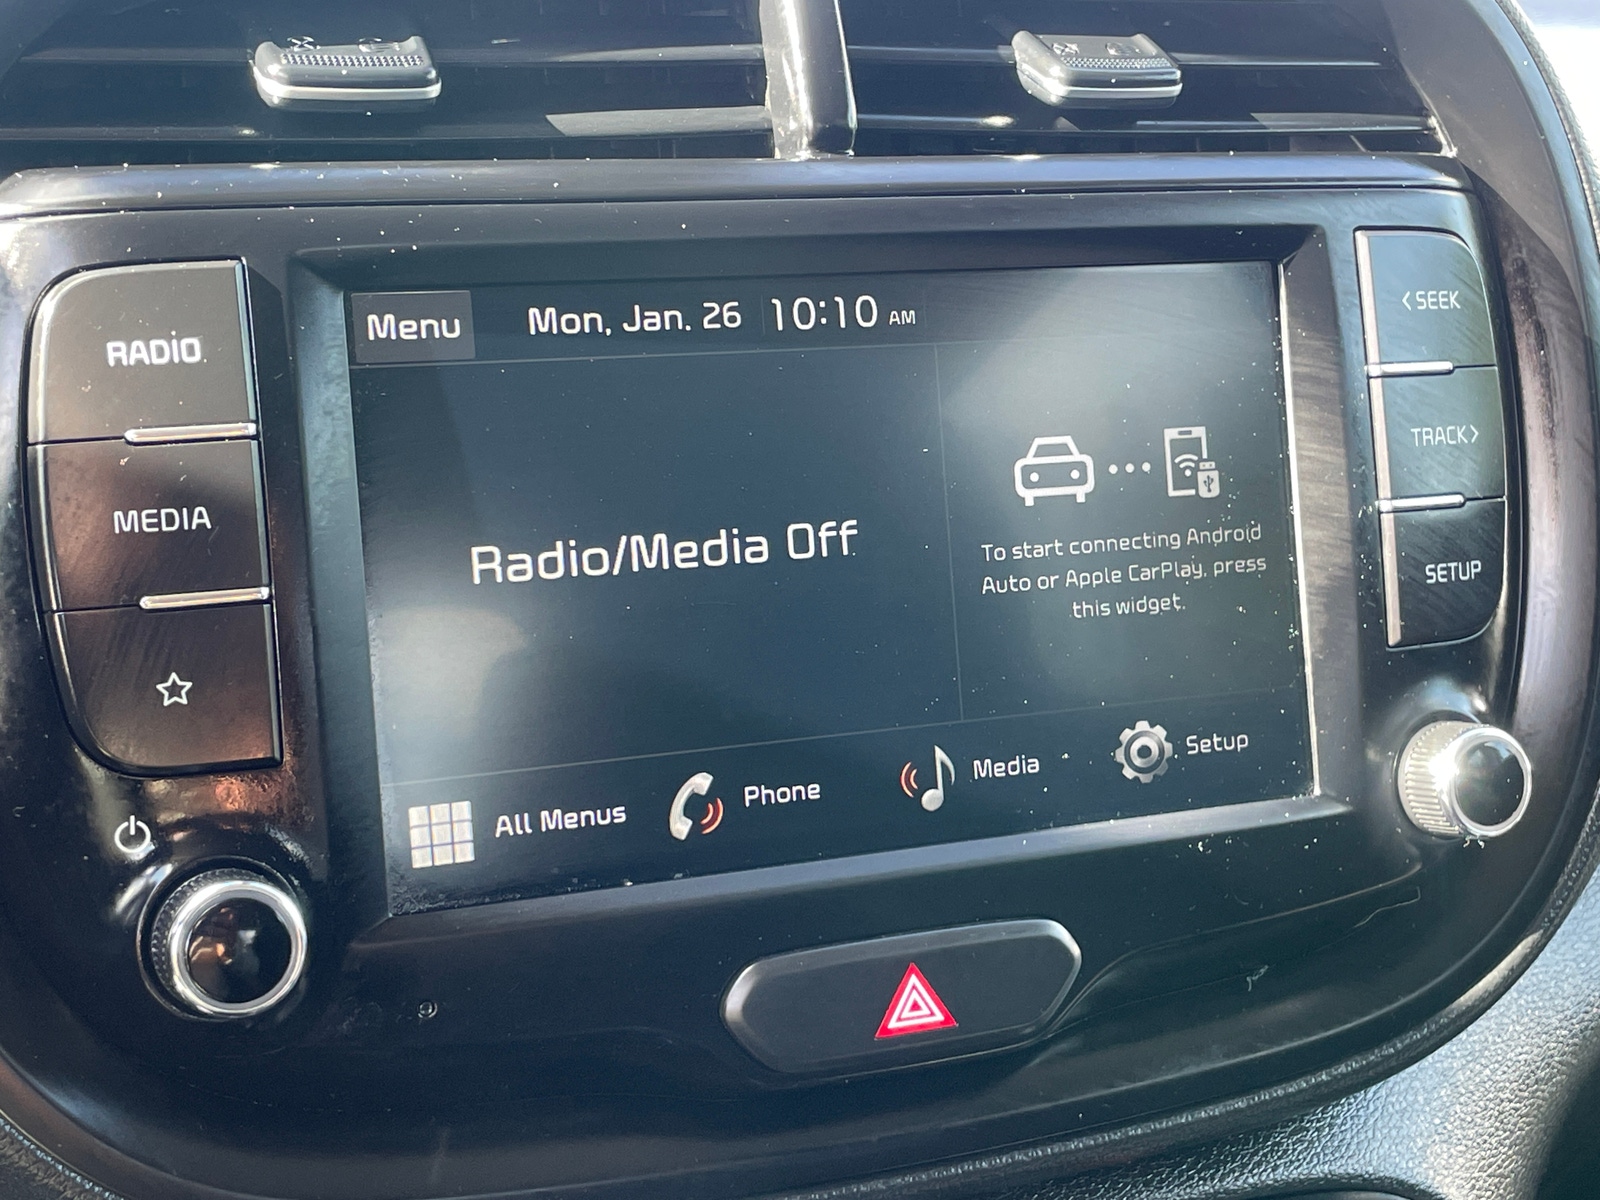 RADIO
MEDIA
Menu
Mon, Jan. 26 10:10 AM
Radio/Media Off
To start connecting Android
Auto or Apple CarPlay, press
this widget.
All Menus
Phone
Media
Setup
<SEEK
TRACK>
SETUP